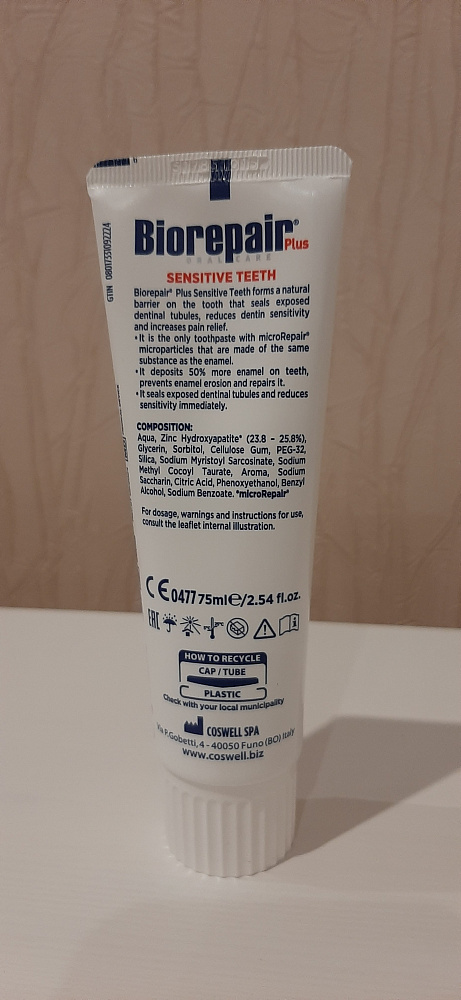 Biorepair® Plus
ORAL CARE
SENSITIVE TEETH
Biorepair® Plus Sensitive Teeth forms a natural
barrier on the tooth that seals exposed
dentinal tubules, reduces dentin sensitivity
and increases pain relief.
•It is the only toothpaste with microRepair®
microparticles that are made of the same
substance as the enamel.
•It deposits 50% more enamel on teeth,
prevents enamel erosion and repairs it.
•It seals exposed dentinal tubules and reduces
sensitivity immediately.
COMPOSITION:
Aqua, Zinc Hydroxyapatite* (23.8 - 25.8%),
Glycerin, Sorbitol, Cellulose Gum, PEG-32,
Silica, Sodium Myristoyl Sarcosinate, Sodium
Methyl Cocoyl Taurate, Aroma, Sodium
Saccharin, Citric Acid, Phenoxyethanol, Benzyl
Alcohol, Sodium Benzoate. *microRepair®
For dosage, warnings and instructions for use,
consult the leaflet internal illustration.
CE 0477 75ml℮/2.54 fl.oz.
EAC
HOW TO RECYCLE
CAP / TUBE
PLASTIC
Check with your local municipality
COSWELL SPA
Via P.Gobetti, 4 - 40050 Funo (BO) Italy
www.coswell.biz
GTIN 08017331092224